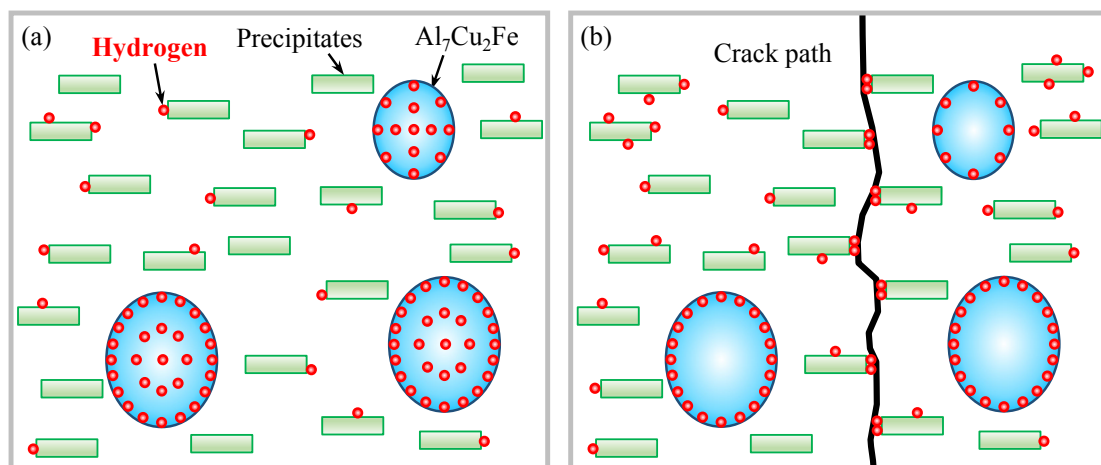 (a)
Hydrogen
Precipitates
Al₇Cu₂Fe
(b)
Crack path